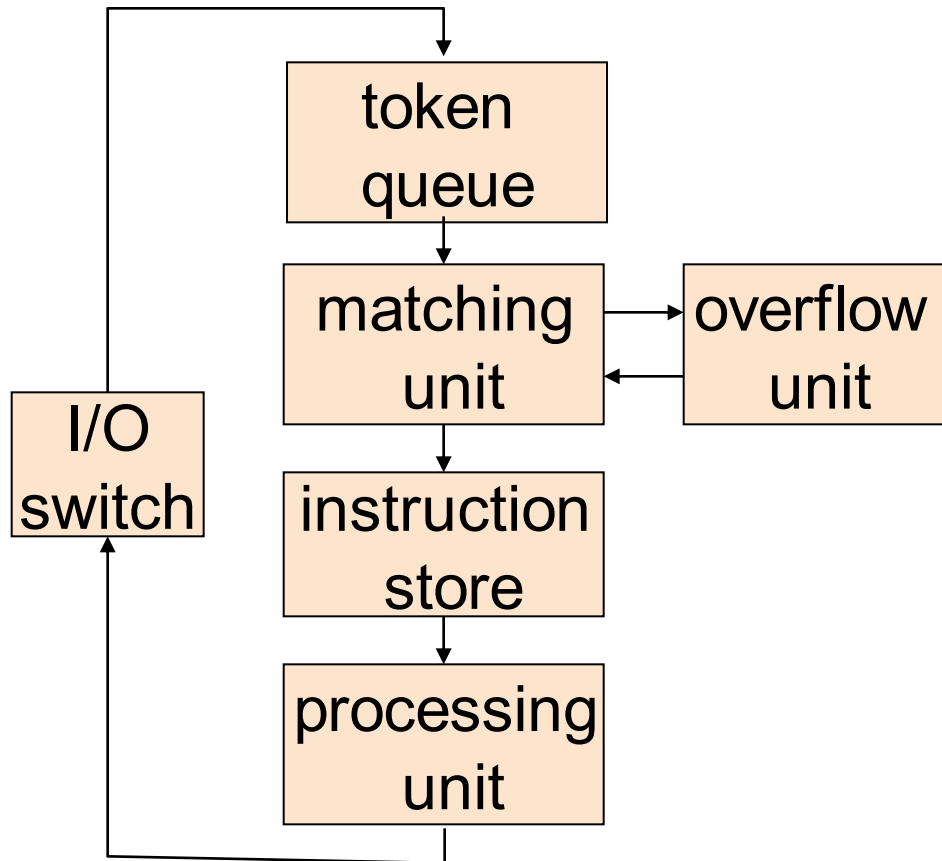 token
queue
matching
unit
overflow
unit
I/O
switch
instruction
store
processing
unit